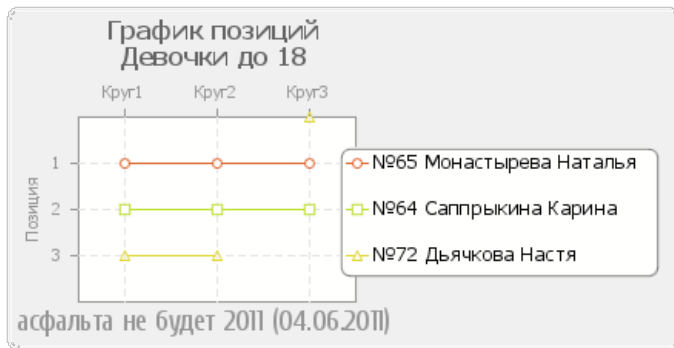 График позиций
Девочки до 18
Круг1 Круг2 Круг3
Позиция
1
2
3
№65 Монастырева Наталья
№64 Саппрыкина Карина
№72 Дьячкова Настя
асфальта не будет 2011 (04.06.2011)